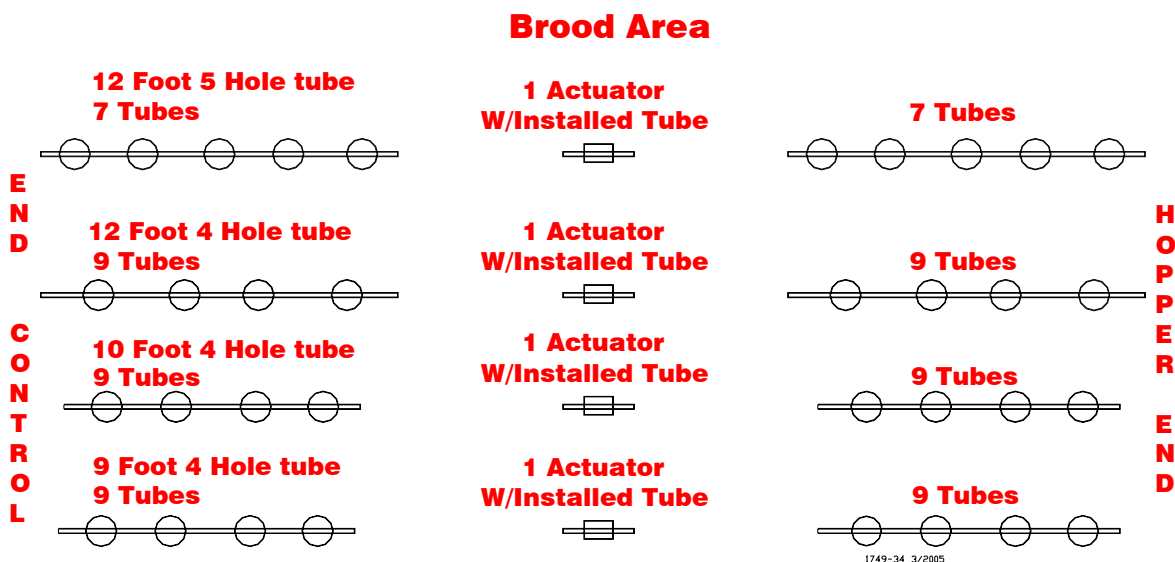 Brood Area
12 Foot 5 Hole tube
7 Tubes
1 Actuator
W/Installed Tube
7 Tubes
12 Foot 4 Hole tube
9 Tubes
1 Actuator
W/Installed Tube
9 Tubes
10 Foot 4 Hole tube
9 Tubes
1 Actuator
W/Installed Tube
9 Tubes
9 Foot 4 Hole tube
9 Tubes
1 Actuator
W/Installed Tube
9 Tubes
END
CONTROL
HOPPER END
1749-34 3/2005